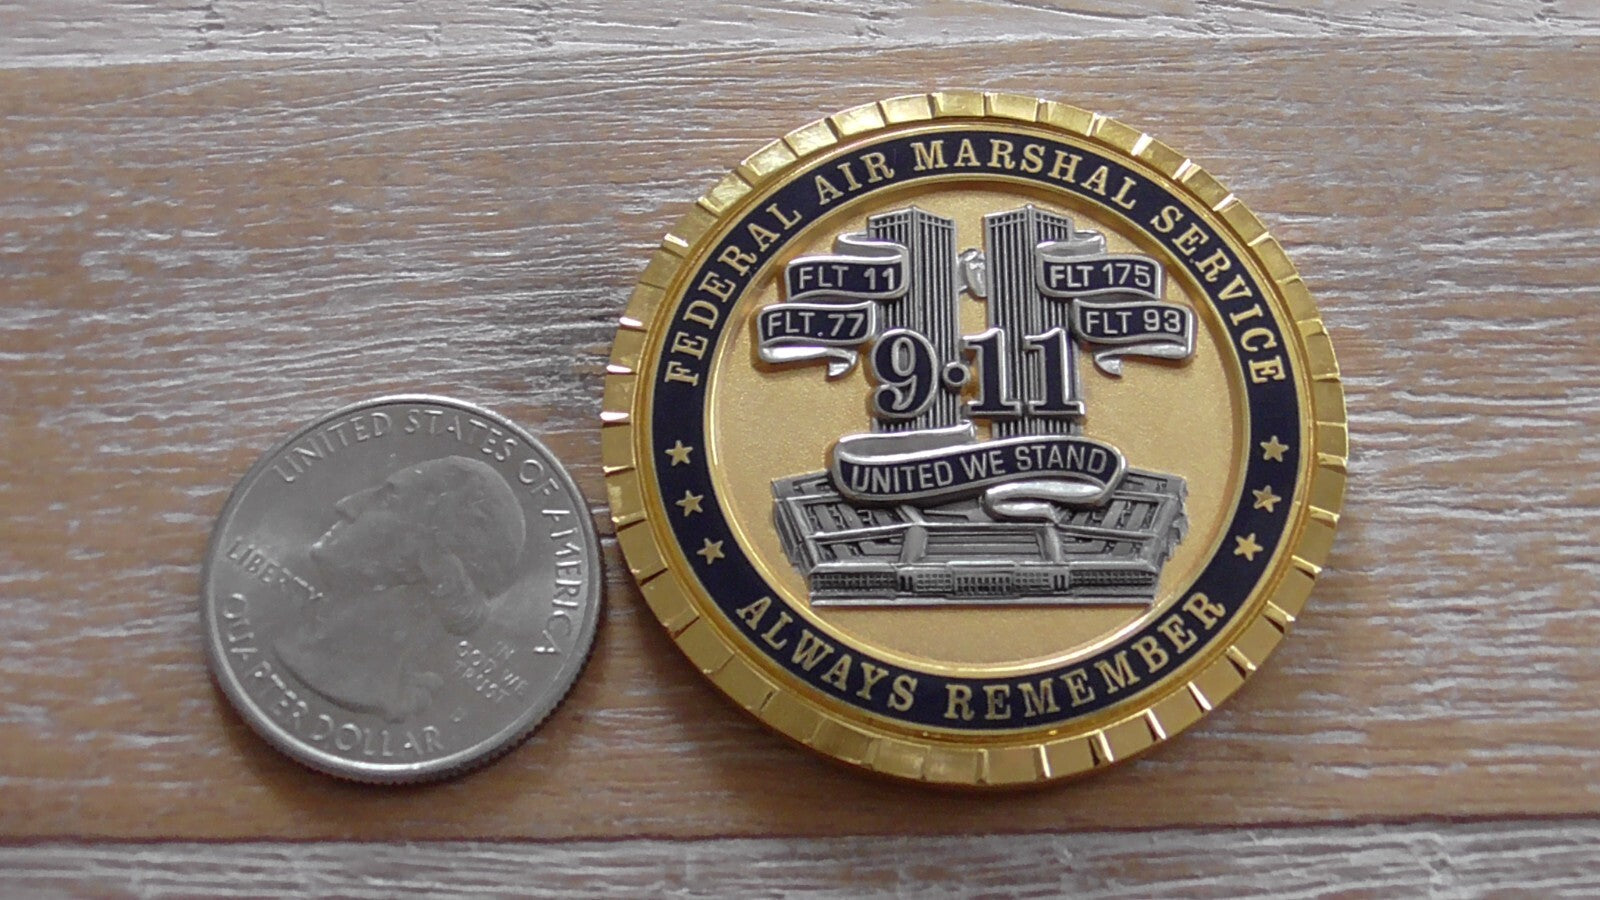 UNITED STATES OF AMERICA
LIBERTY
IN
GOD WE
TRUST
QUARTER DOLLAR
FEDERAL AIR MARSHAL SERVICE
FLT 11
FLT 175
FLT.77
FLT 93
9·11
UNITED WE STAND
ALWAYS REMEMBER